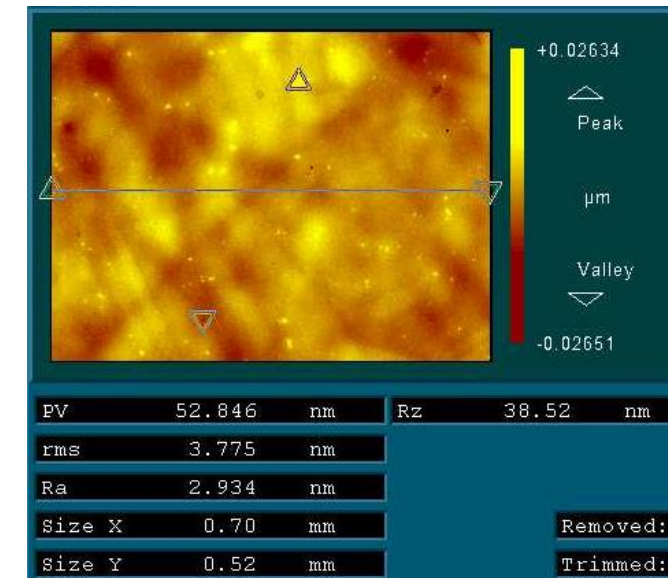 +0.02634
Peak
µm
Valley
-0.02651
PV 52.846 nm Rz 38.52 nm
rms 3.775 nm
Ra 2.934 nm
Size X 0.70 mm Removed:
Size Y 0.52 mm Trimmed: